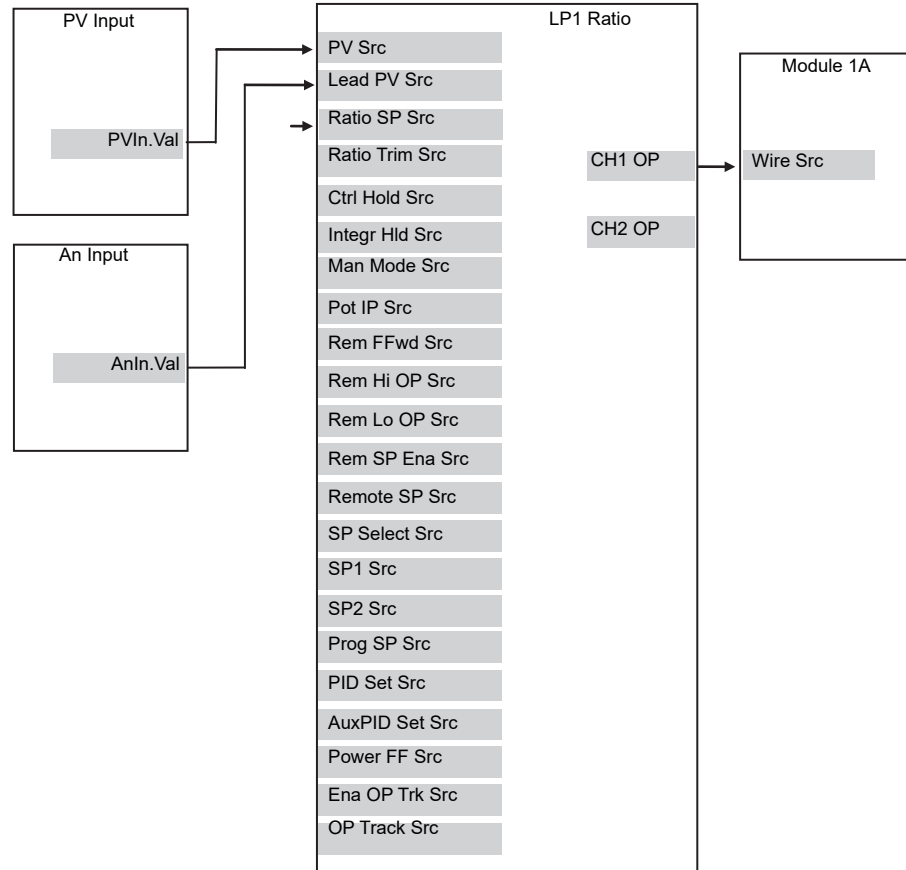 PV Input
PVIn.Val
An Input
AnIn.Val
LP1 Ratio
PV Src
Lead PV Src
Ratio SP Src
Ratio Trim Src
Ctrl Hold Src
Integr Hld Src
Man Mode Src
Pot IP Src
Rem FFwd Src
Rem Hi OP Src
Rem Lo OP Src
Rem SP Ena Src
Remote SP Src
SP Select Src
SP1 Src
SP2 Src
Prog SP Src
PID Set Src
AuxPID Set Src
Power FF Src
Ena OP Trk Src
OP Track Src
CH1 OP
CH2 OP
Module 1A
Wire Src